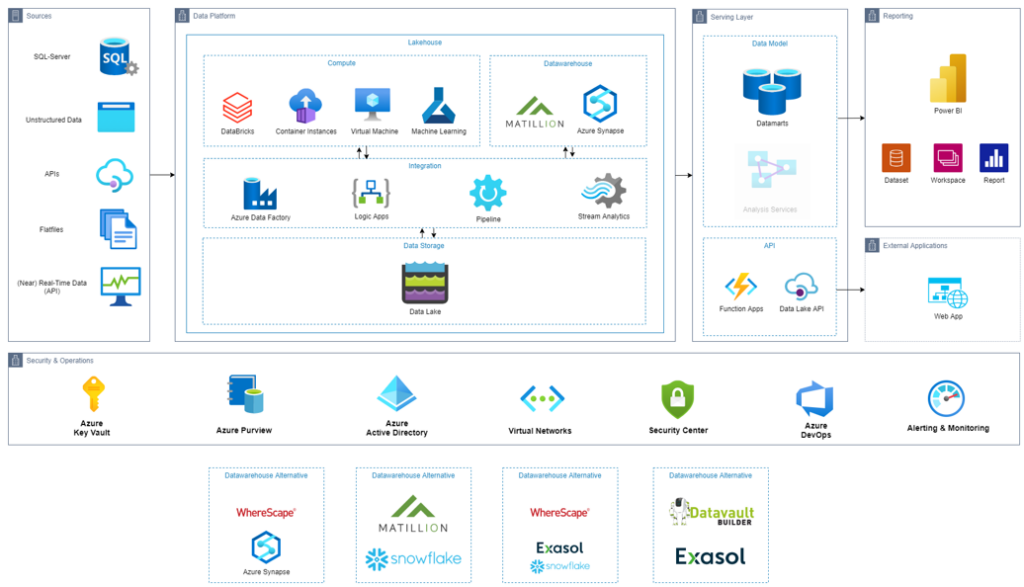 Sources
SQL-Server
SQL
Unstructured Data
APIs
Flatfiles
(Near) Real-Time Data
(API)
Data Platform
Lakehouse
Compute
DataBricks
Container Instances
Virtual Machine
Machine Learning
Datawarehouse
MATILLION
Azure Synapse
Integration
Azure Data Factory
Logic Apps
Pipeline
Stream Analytics
Data Storage
Data Lake
Serving Layer
Data Model
Datamarts
Analysis Services
API
Function Apps
Data Lake API
Reporting
Power BI
Dataset
Workspace
Report
External Applications
Web App
Security & Operations
Azure
Key Vault
Azure Purview
Azure
Active Directory
Virtual Networks
Security Center
Azure
DevOps
Alerting & Monitoring
Datawarehouse Alternative
WhereScape®
Azure Synapse
Datawarehouse Alternative
MATILLION
snowflake
Datawarehouse Alternative
WhereScape®
Exasol
snowflake
Datawarehouse Alternative
Datavault
BUILDER
Exasol